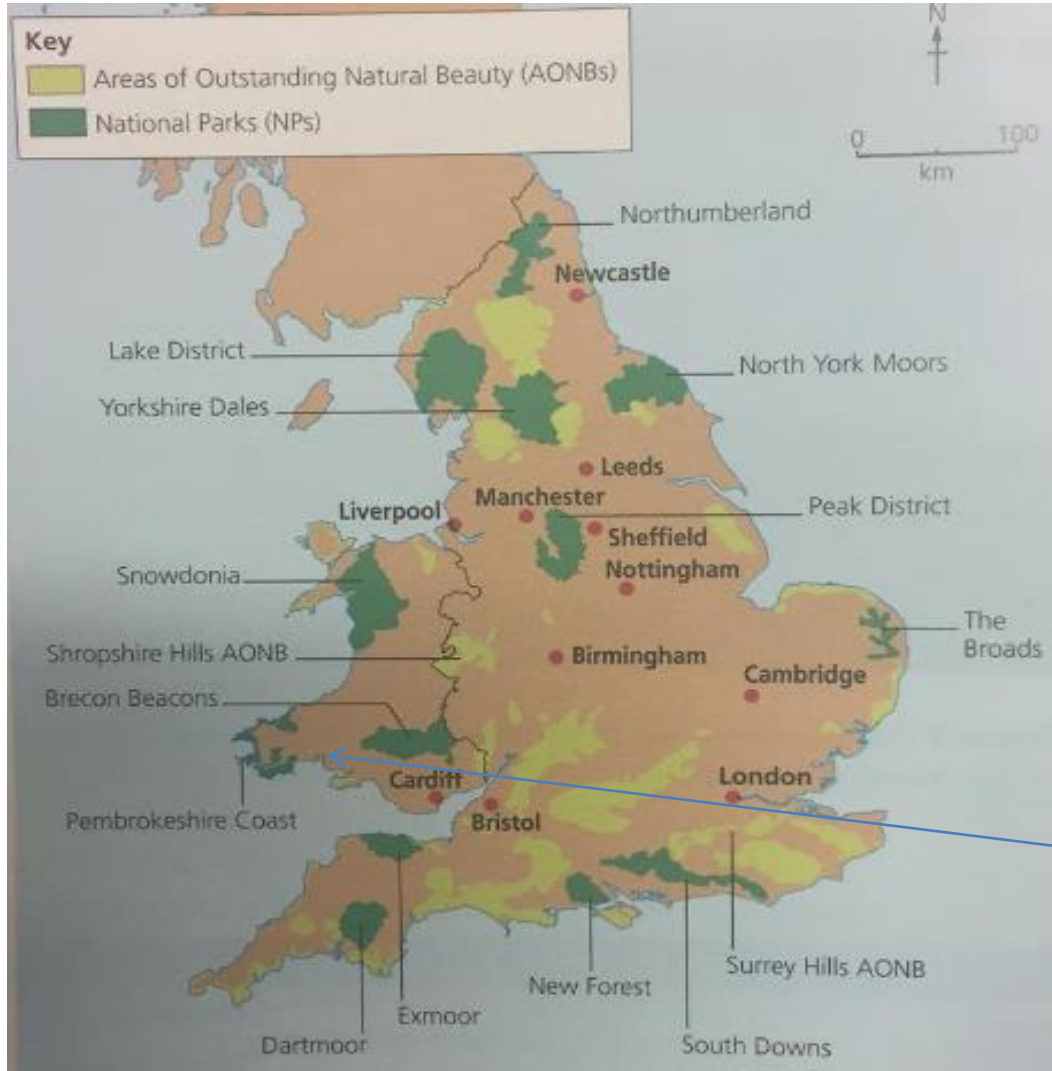 Key
Areas of Outstanding Natural Beauty (AONBs)
National Parks (NPs)
N
0 100
km
Northumberland
Newcastle
Lake District
North York Moors
Yorkshire Dales
Leeds
Manchester
Liverpool
Peak District
Sheffield
Snowdonia
Nottingham
The
Broads
Shropshire Hills AONB
Birmingham
Cambridge
Brecon Beacons
Cardiff
London
Pembrokeshire Coast
Bristol
Surrey Hills AONB
New Forest
Exmoor
Dartmoor
South Downs